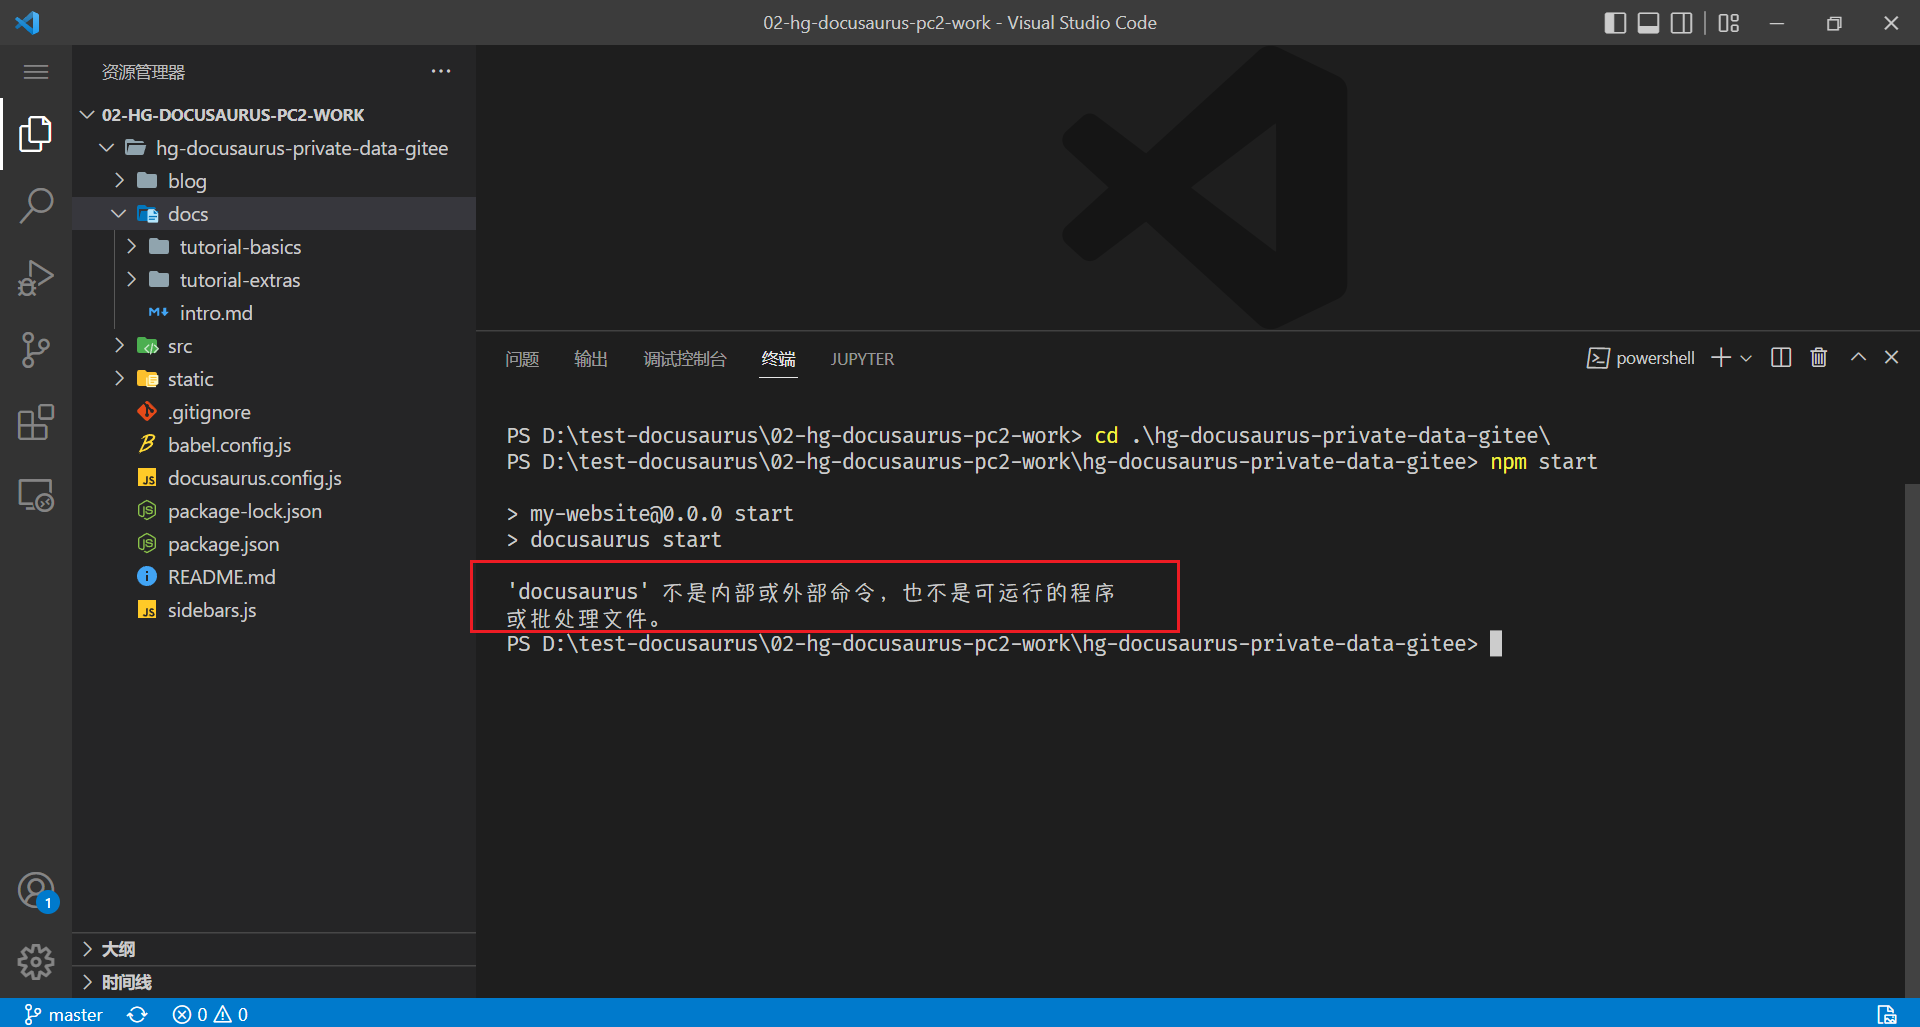 02-hg-docusaurus-pc2-work - Visual Studio Code
资源管理器
02-HG-DOCUSAURUS-PC2-WORK
hg-docusaurus-private-data-gitee
blog
docs
tutorial-basics
tutorial-extras
intro.md
src
static
.gitignore
babel.config.js
docusaurus.config.js
package-lock.json
package.json
README.md
sidebars.js
大纲
时间线
问题 输出 调试控制台 终端 JUPYTER
powershell
PS D:\test-docusaurus\02-hg-docusaurus-pc2-work> cd .\hg-docusaurus-private-data-gitee\
PS D:\test-docusaurus\02-hg-docusaurus-pc2-work\hg-docusaurus-private-data-gitee> npm start
> my-website@0.0.0 start
> docusaurus start
'docusaurus' 不是内部或外部命令，也不是可运行的程序
或批处理文件。
PS D:\test-docusaurus\02-hg-docusaurus-pc2-work\hg-docusaurus-private-data-gitee>
1
master 0 0